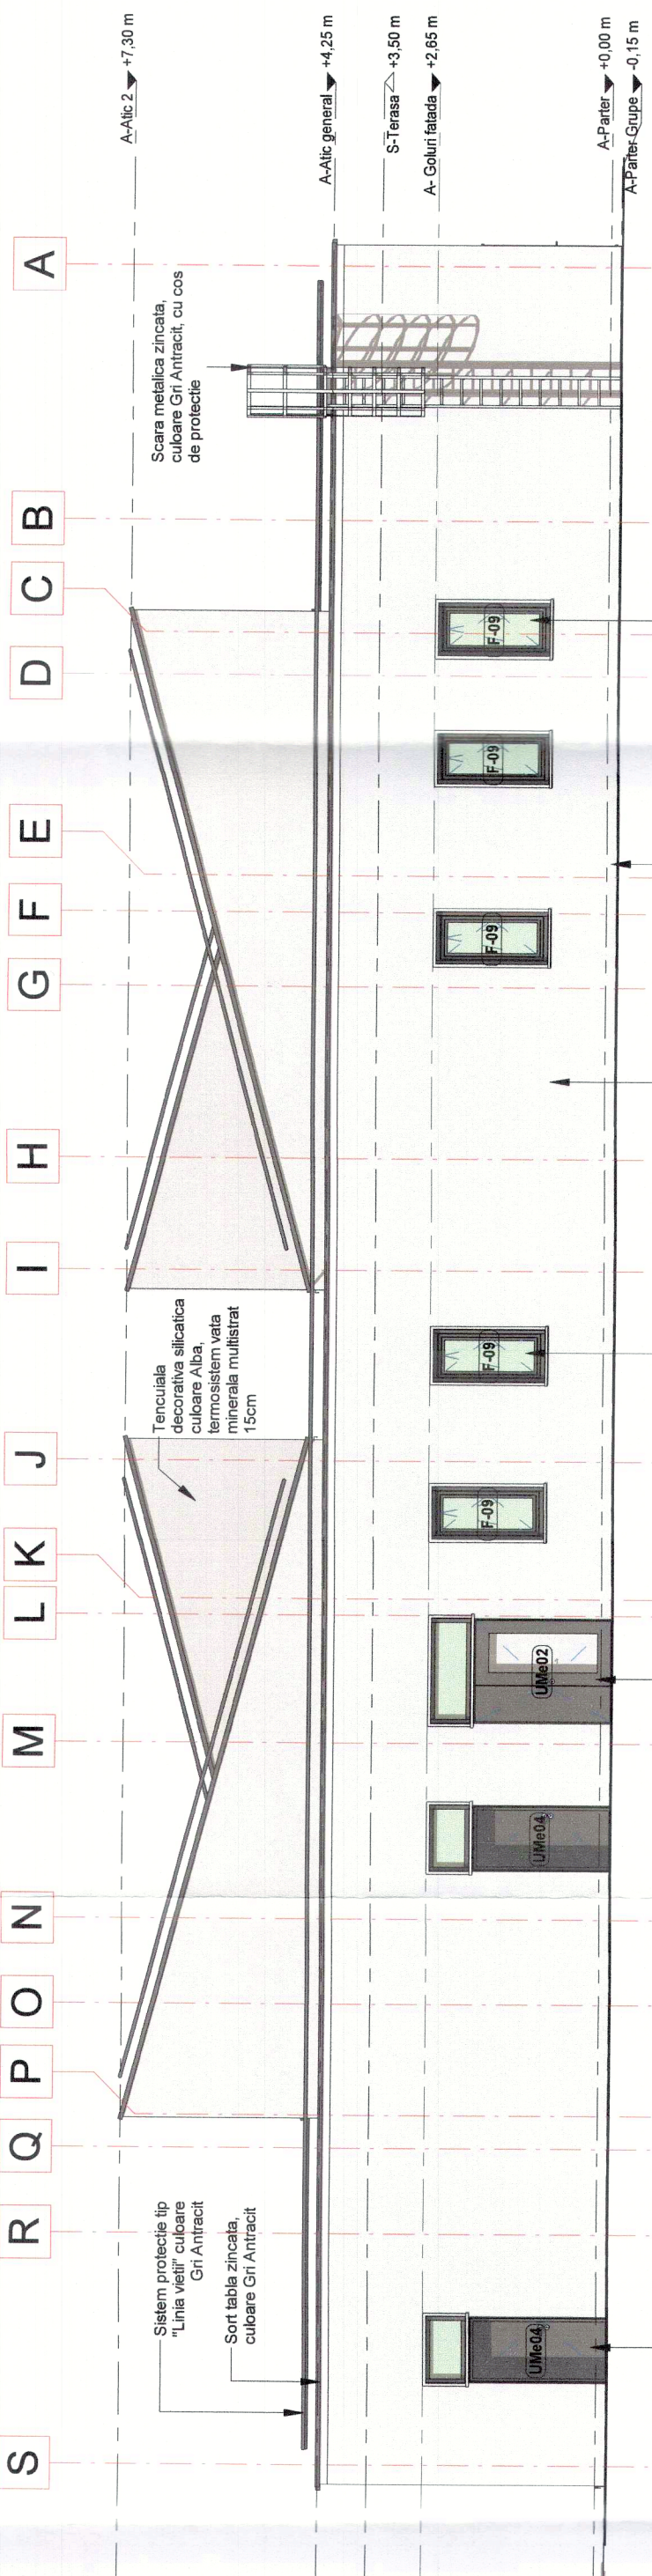 S
R
Q
P
O
N
M
L
K
J
I
H
G
F
E
D
C
B
A
A-Atic 2 +7,30 m
A-Atic general +4,25 m
S-Terasa +3,50 m
A- Goluri fatada +2,65 m
A-Parter +0,00 m
A-Parter Grupe -0,15 m
Sistem protectie tip
"Linia vietii" culoare
Gri Antracit
Sort tabla zincata,
culoare Gri Antracit
Tencuiala
decorativa silicatica
culoare Alba,
termosistem vata
minerala multistrat
15cm
Scara metalica zincata,
culoare Gri Antracit, cu cos
de protectie
UMe04
UMe04
UMe02
F-09
F-09
F-09
F-09
F-09